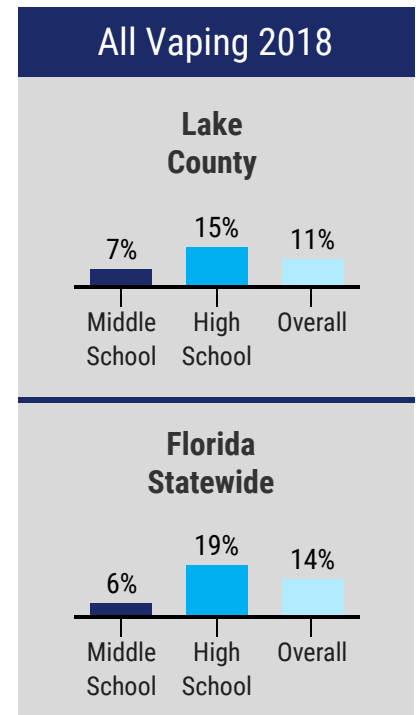 All Vaping 2018
Lake
County
7%
15%
11%
Middle
School
High
School
Overall
Florida
Statewide
6%
19%
14%
Middle
School
High
School
Overall